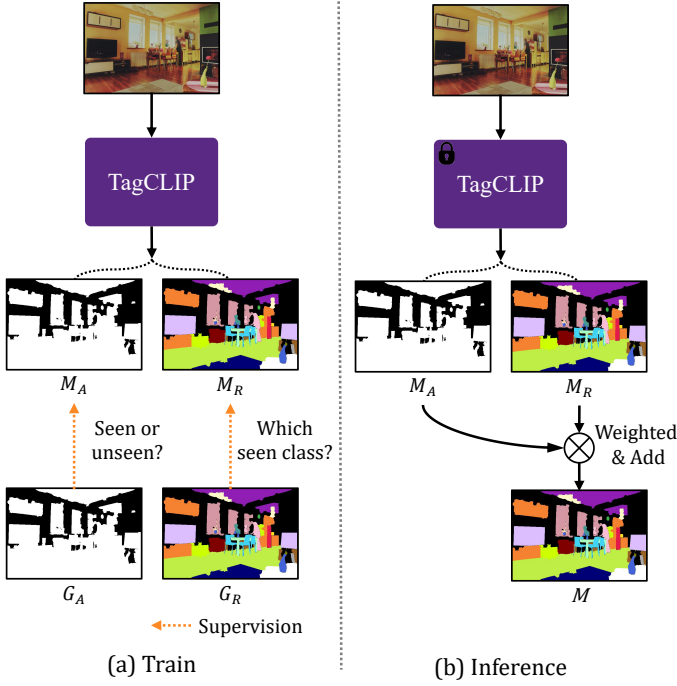 TagCLIP
M_A
M_R
Seen or
unseen?
Which
seen class?
G_A
G_R
Supervision
(a) Train
TagCLIP
M_A
M_R
Weighted
& Add
M
(b) Inference